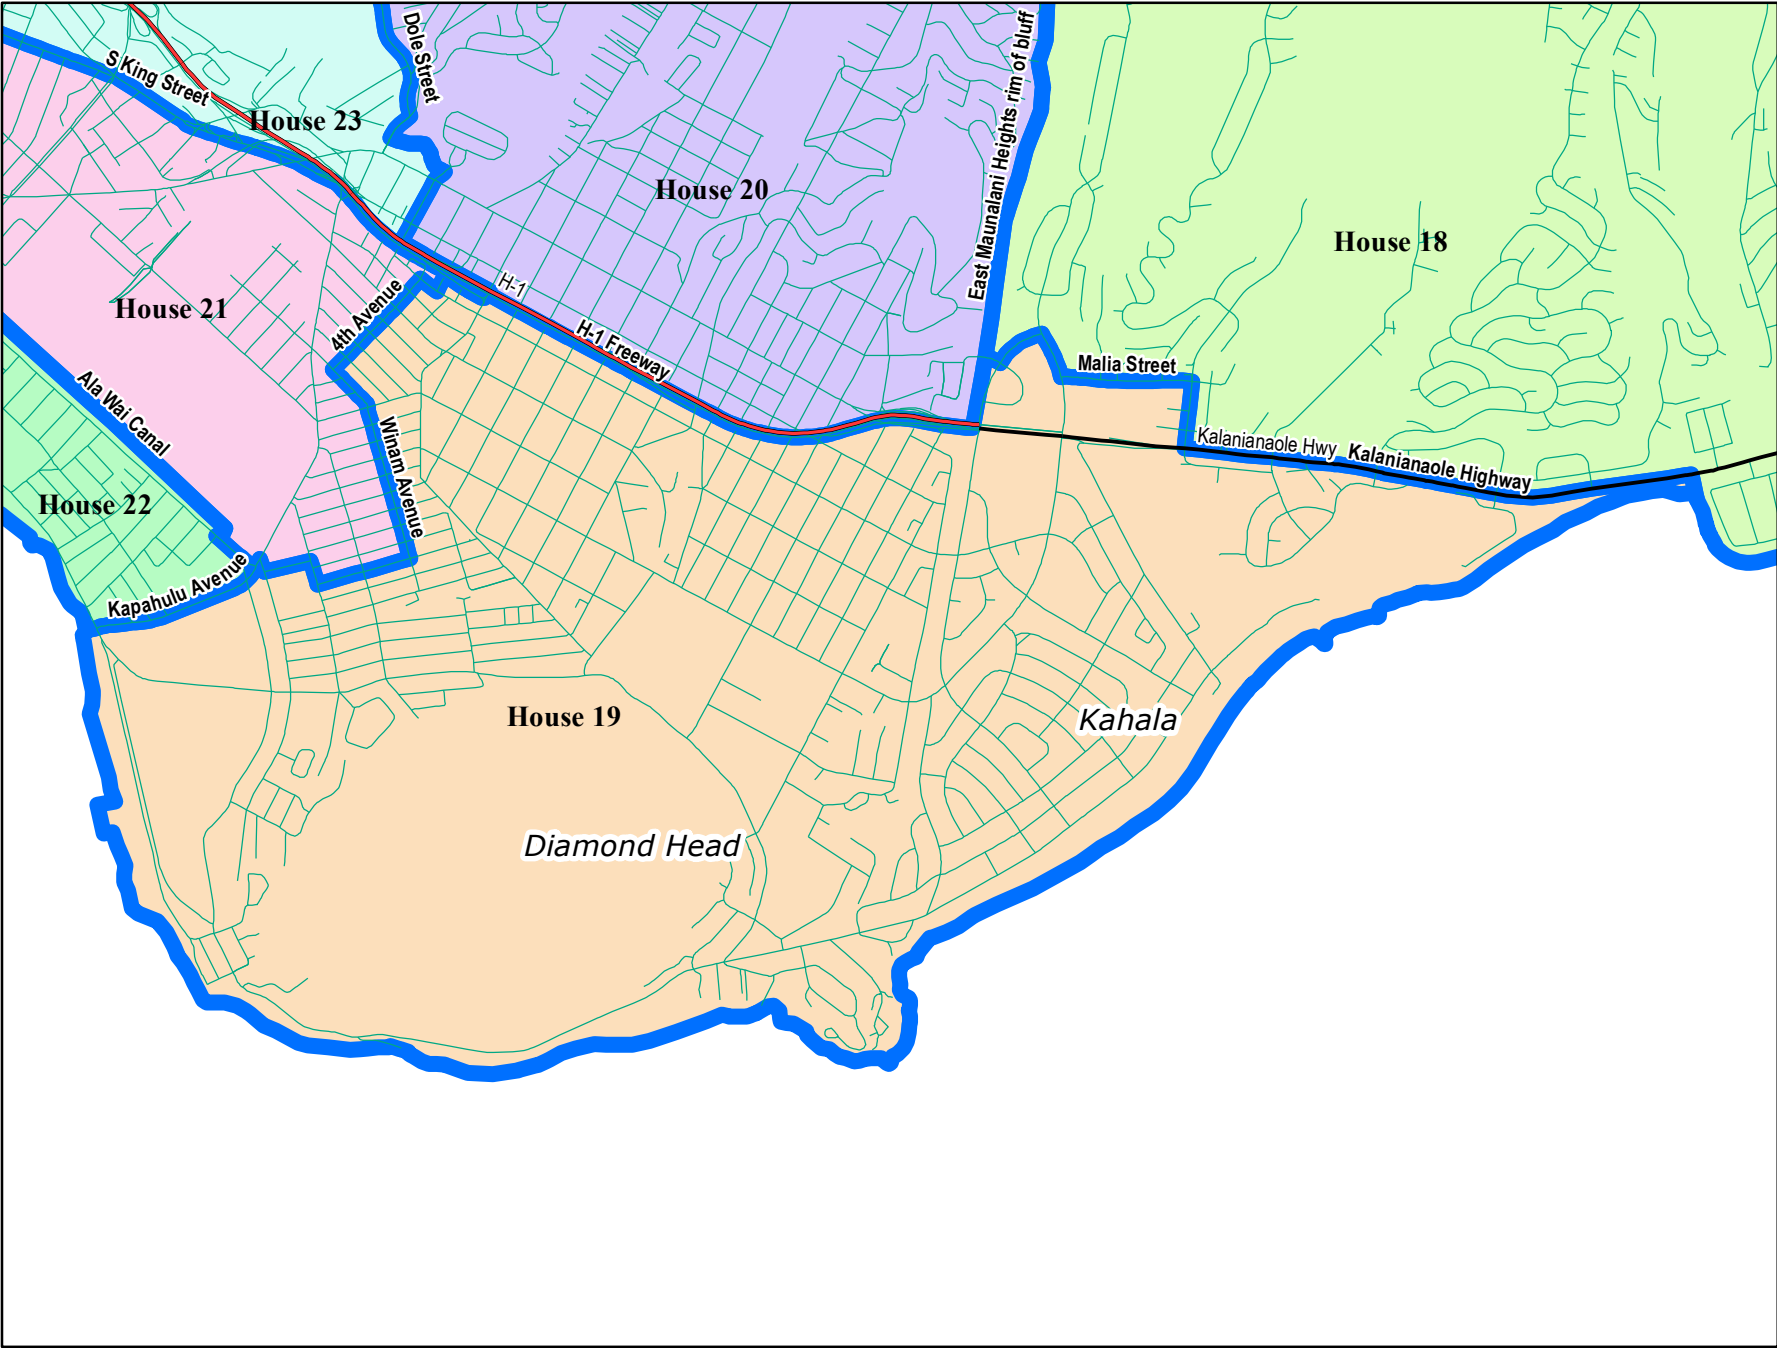 Dole Street
East Maunalani Heights rim of bluff
S King Street
House 23
House 20
House 18
H-1
4th Avenue
House 21
H-1 Freeway
Malia Street
Ala Wai Canal
Winam Avenue
Kalanianaole Hwy
Kalanianaole Highway
House 22
Kapahulu Avenue
House 19
Kahala
Diamond Head